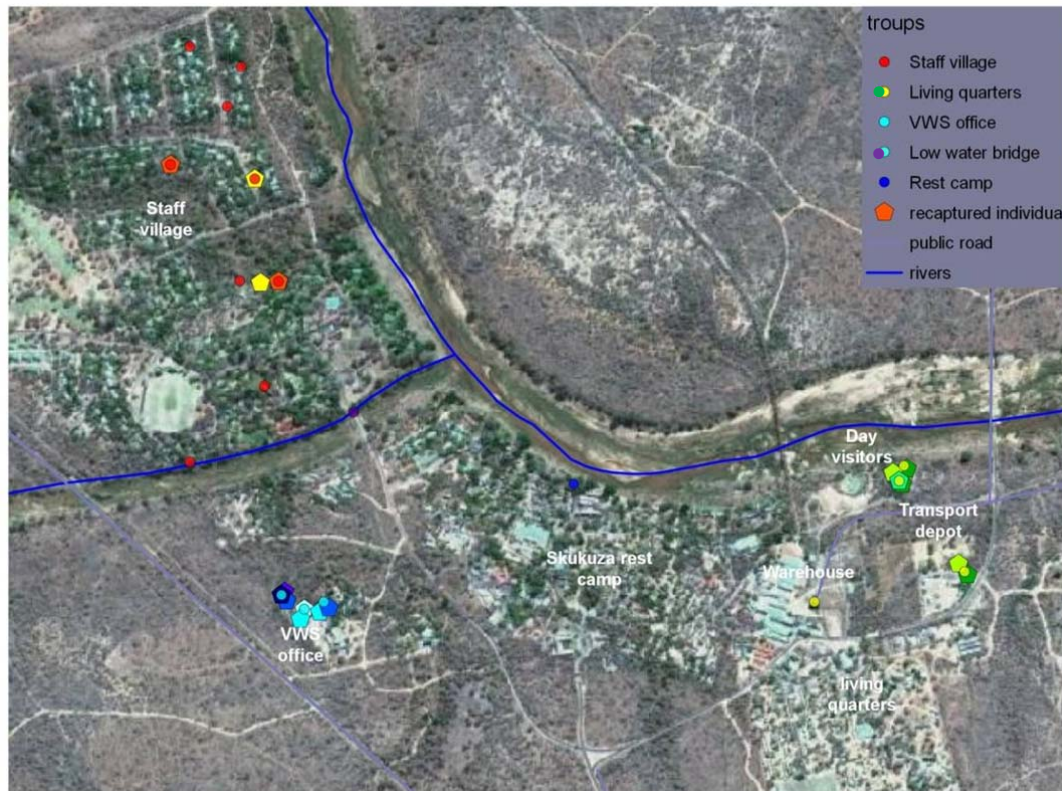 troups
Staff village
Living quarters
VWS office
Low water bridge
Rest camp
recaptured individua
public road
rivers
Staff
village
Day
visitors
Transport
depot
Skukuza rest
camp
Warehouse
VWS
office
living
quarters